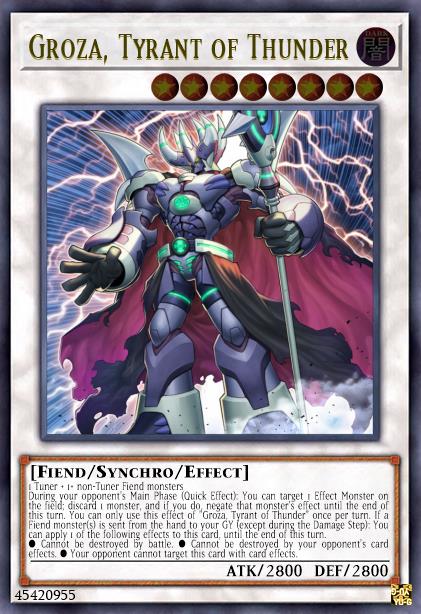 GROZA, TYRANT OF THUNDER
DARK
闇
[FIEND/SYNCHRO/EFFECT]
1 Tuner + 1+ non-Tuner Fiend monsters
During your opponent's Main Phase (Quick Effect): You can target 1 Effect Monster on
the field; discard 1 monster, and if you do, negate that monster's effect until the end of
this turn. You can only use this effect of "Groza, Tyrant of Thunder" once per turn. If a
Fiend monster(s) is sent from the hand to your GY (except during the Damage Step): You
can apply 1 of the following effects to this card, until the end of this turn.
● Cannot be destroyed by battle. ● Cannot be destroyed by your opponent's card
effects. ● Your opponent cannot target this card with card effects.
ATK/2800 DEF/2800
45420955